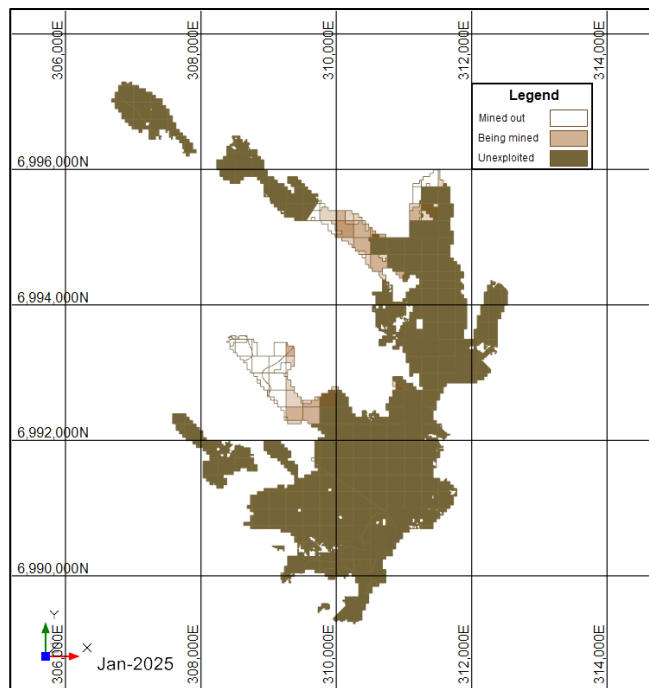 306,000E
308,000E
310,000E
312,000E
314,000E
Legend
Mined out
Being mined
Unexploited
6,996,000N
6,994,000N
6,992,000N
6,990,000N
Y
X
Jan-2025
306,000E
308,000E
310,000E
312,000E
314,000E